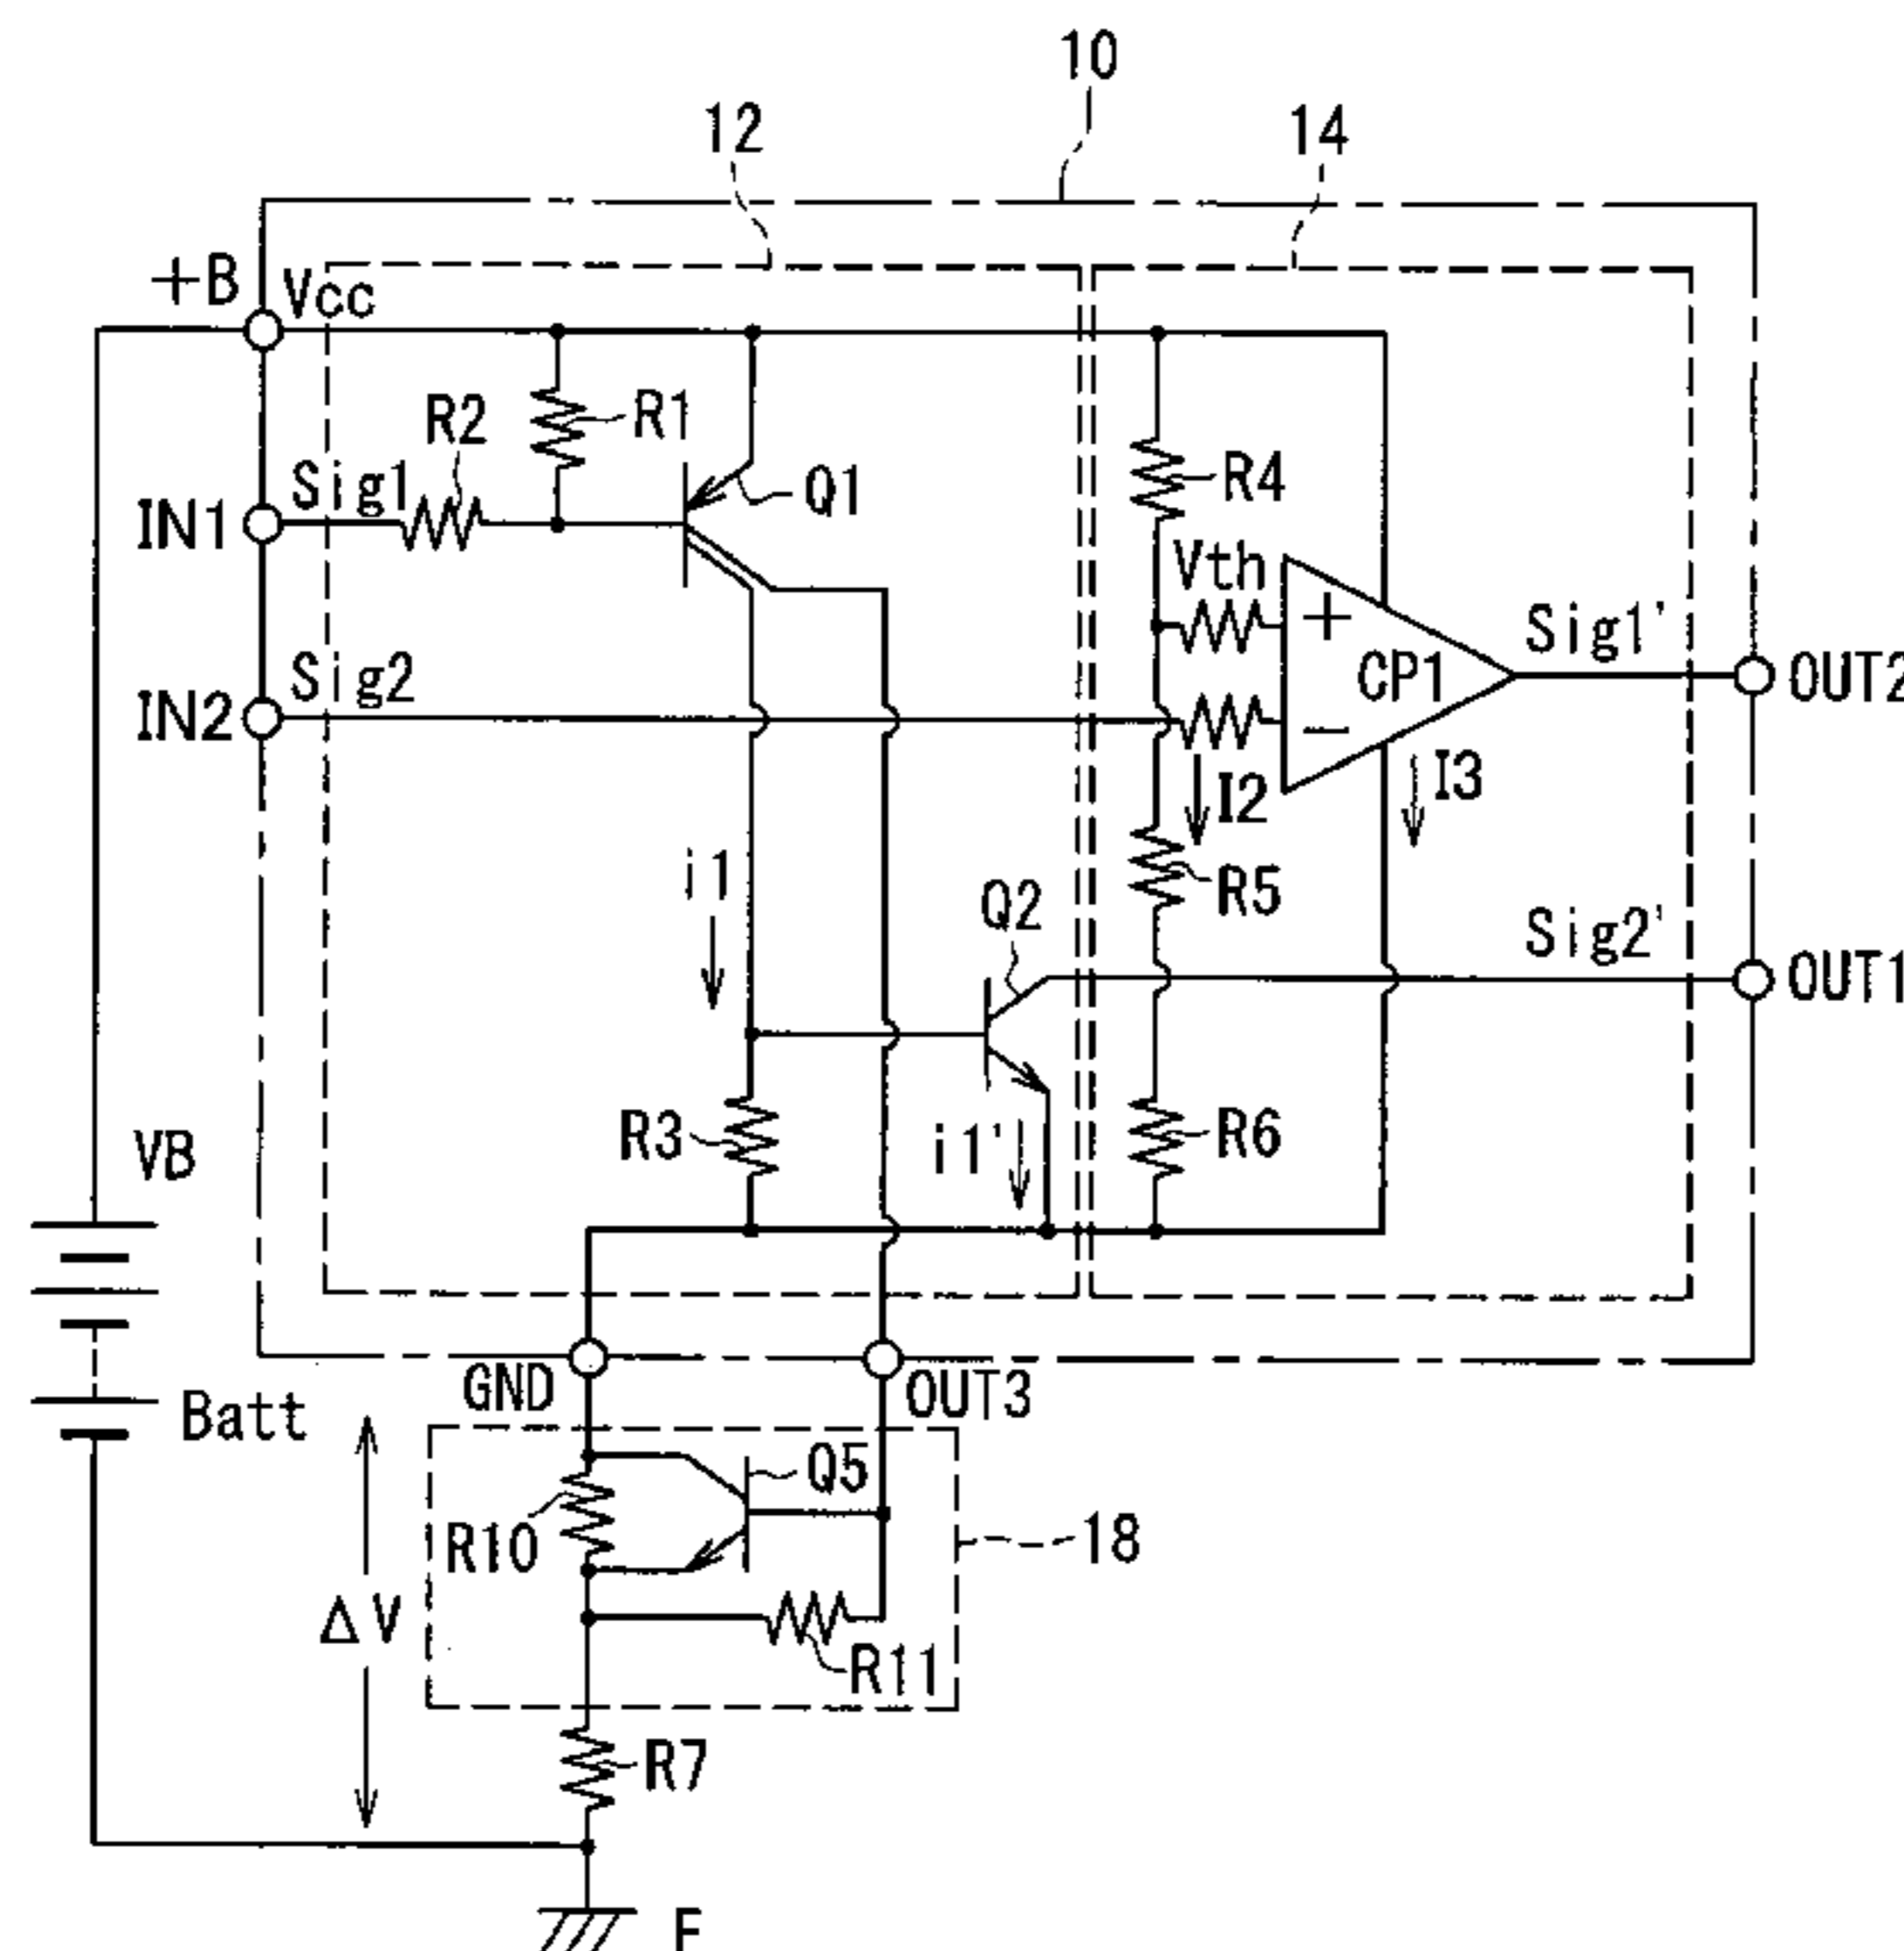 10
12
14
+B
Vcc
R2
R1
Sig1
Q1
R4
IN1
Vth
+
Sig1'
Sig2
CP1
OUT2
IN2
−
I2
I3
i1
R5
Q2
Sig2'
OUT1
R3
i1'
R6
VB
GND
OUT3
Batt
Q5
R10
18
ΔV
R11
R7